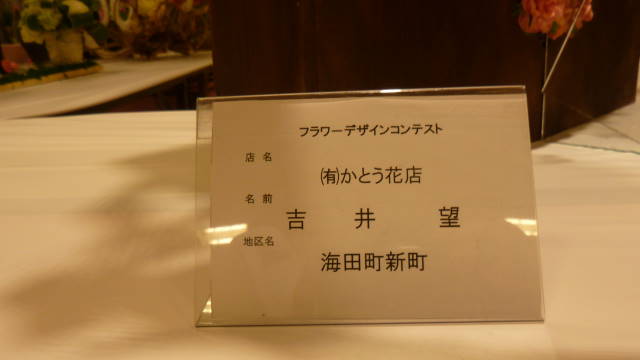 フラワーデザインコンテスト
店 名
㈲かとう花店
名 前
吉 井 望
地区名
海田町新町